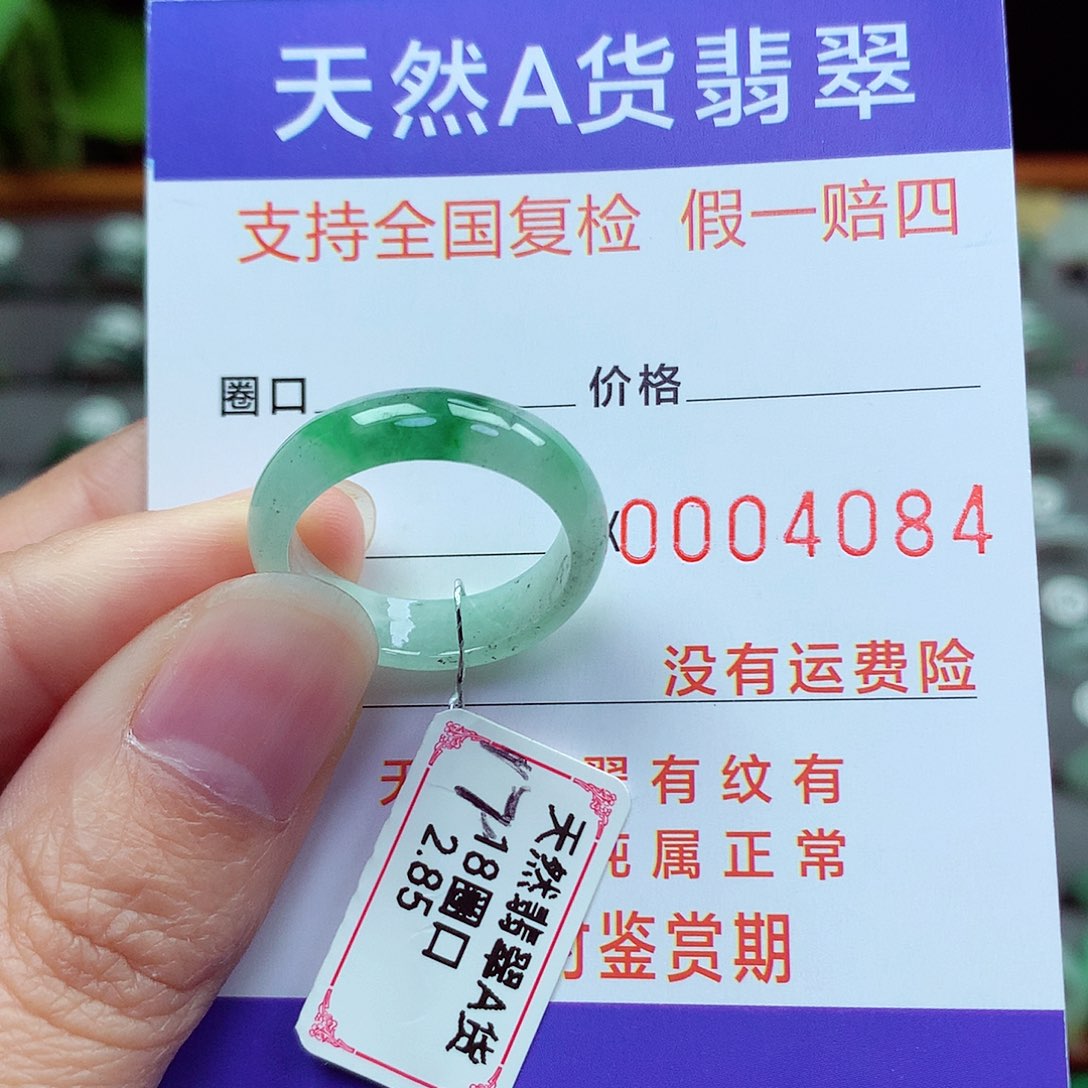 天然A货翡翠
支持全国复检 假一赔四
圈口 价格
0004084
没有运费险
有纹有
属正常
鉴赏期
天然翡翠A货
17 18圈口
2.85